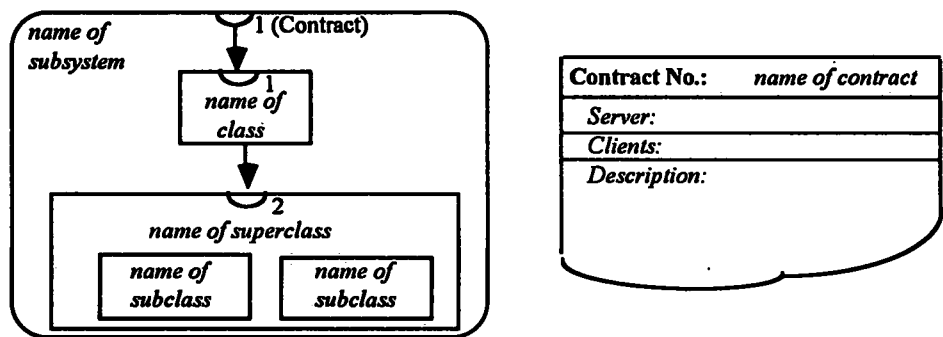 name of
subsystem
1 (Contract)
1
name of
class
2
name of superclass
name of
subclass
name of
subclass
Contract No.: name of contract
Server:
Clients:
Description: